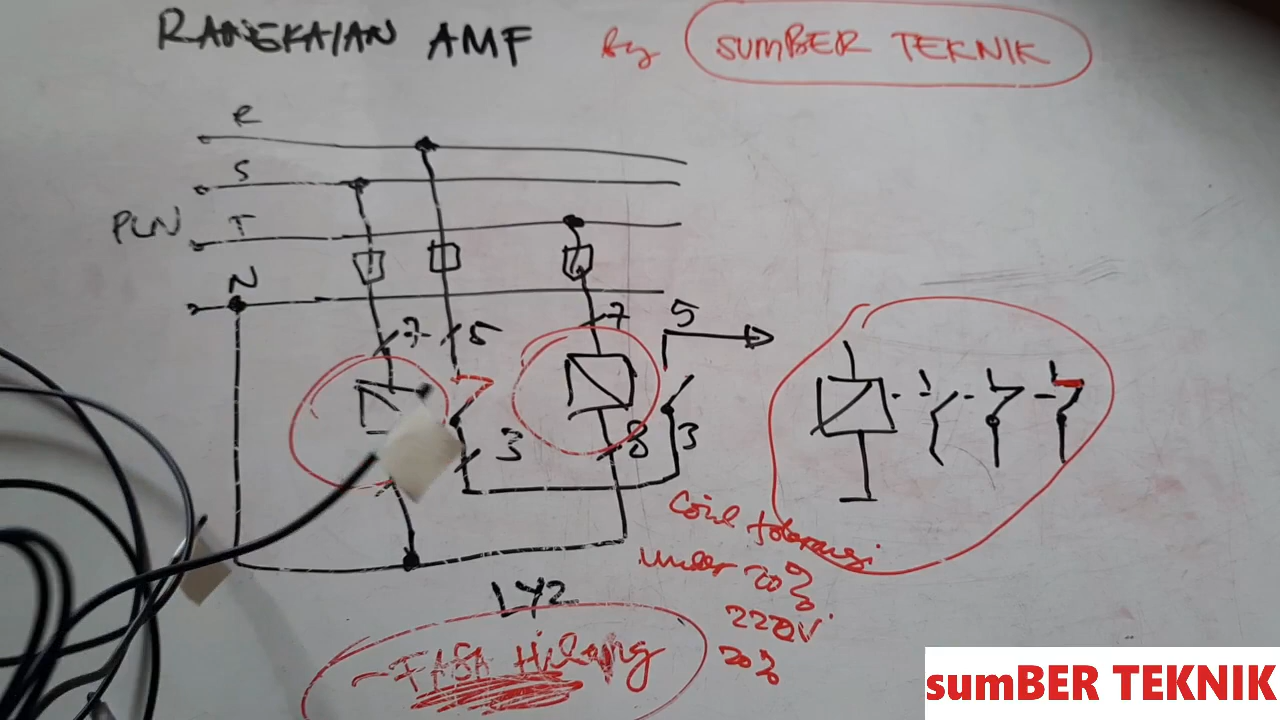 RANGKAIAN AMF By SUMBER TEKNIK
R
S
PLN T
N
7 5 7 5
3 8 3
Coil toleransi
under 20%
220V
20%
LY2
- FASA Hilang
sumBER TEKNIK